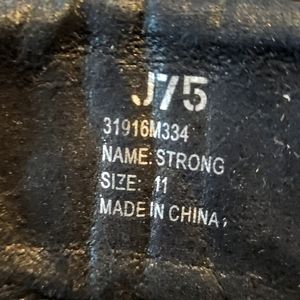 J75
31916M334
NAME: STRONG
SIZE: 11
MADE IN CHINA